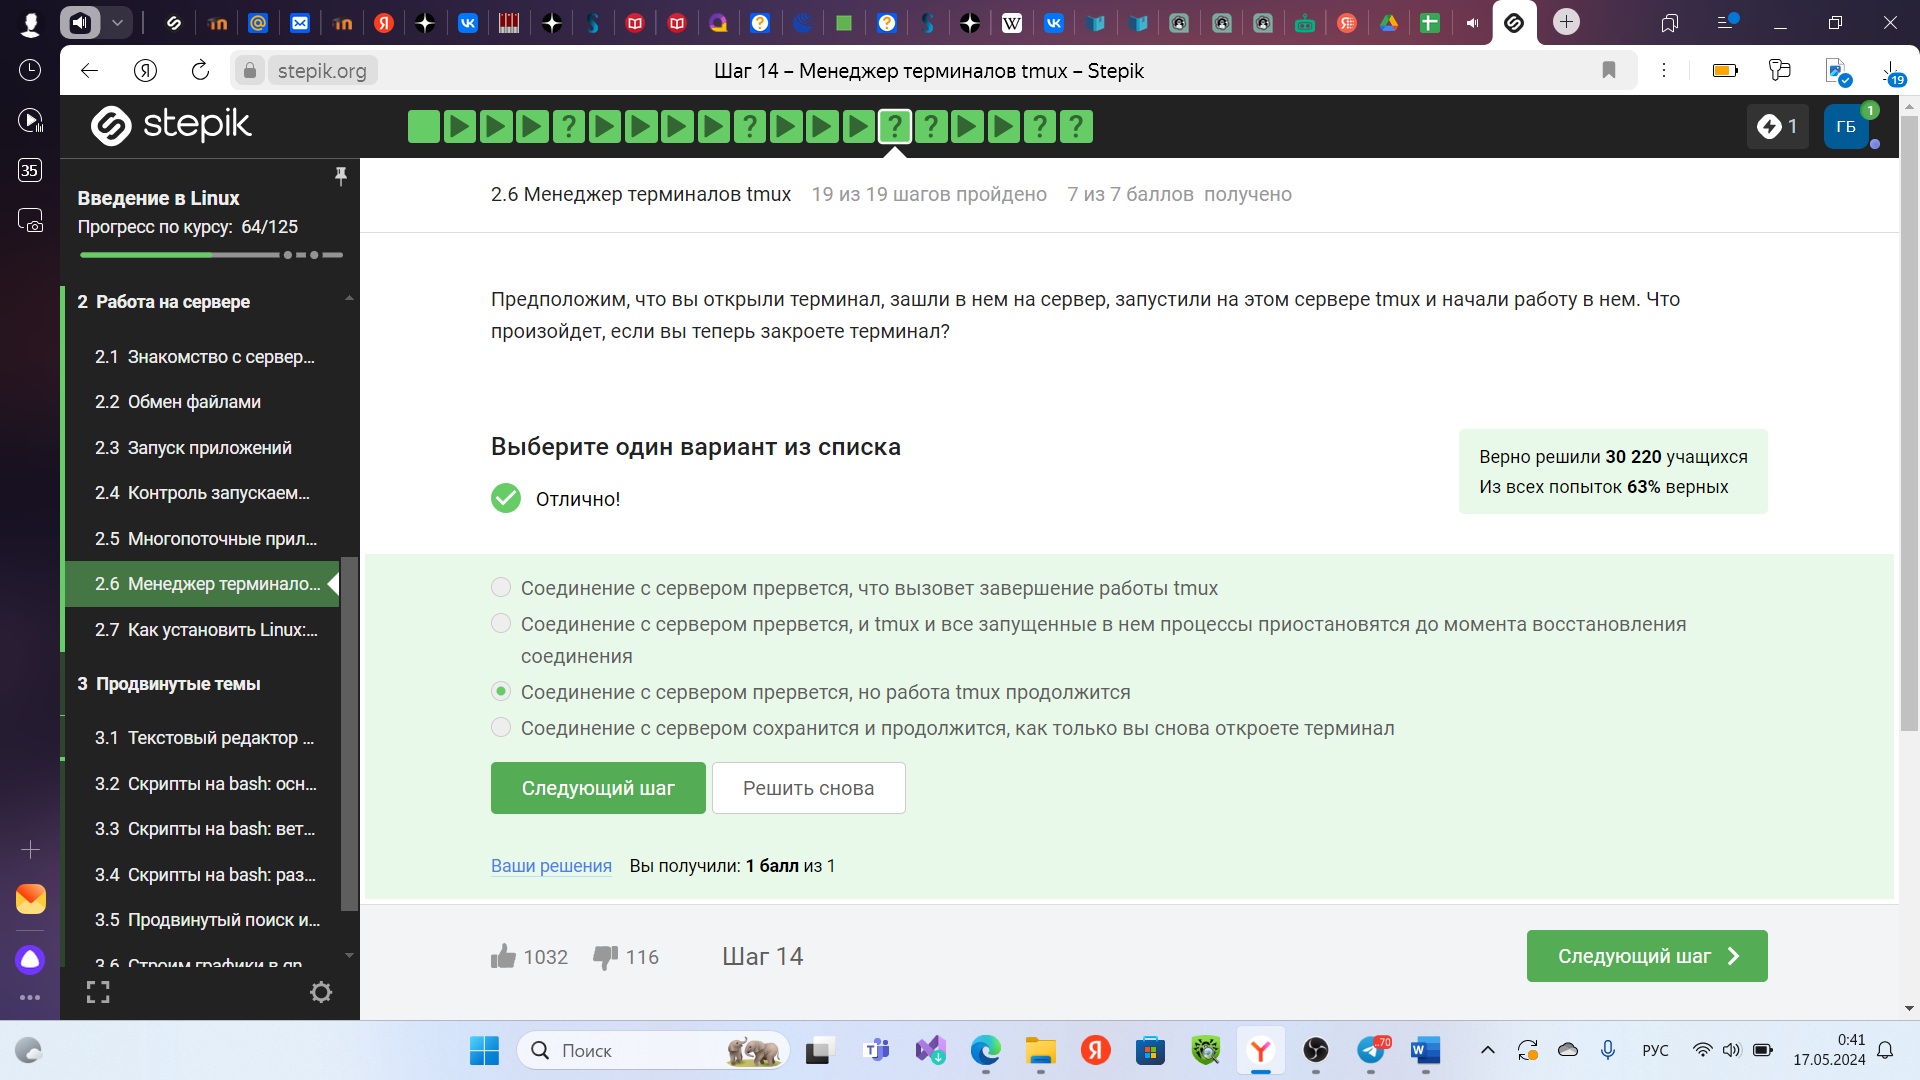 stepik.org
Шаг 14 – Менеджер терминалов tmux – Stepik
19
35
stepik
1
ГБ
1
Введение в Linux
Прогресс по курсу: 64/125
2 Работа на сервере
2.1 Знакомство с сервер...
2.2 Обмен файлами
2.3 Запуск приложений
2.4 Контроль запускаем...
2.5 Многопоточные прил...
2.6 Менеджер терминало...
2.7 Как установить Linux:...
3 Продвинутые темы
3.1 Текстовый редактор ...
3.2 Скрипты на bash: осн...
3.3 Скрипты на bash: вет...
3.4 Скрипты на bash: раз...
3.5 Продвинутый поиск и...
3.6 Строим графики в gn...
2.6 Менеджер терминалов tmux 19 из 19 шагов пройдено 7 из 7 баллов получено
Предположим, что вы открыли терминал, зашли в нем на сервер, запустили на этом сервере tmux и начали работу в нем. Что
произойдет, если вы теперь закроете терминал?
Выберите один вариант из списка
Отлично!
Верно решили 30 220 учащихся
Из всех попыток 63% верных
Соединение с сервером прервется, что вызовет завершение работы tmux
Соединение с сервером прервется, и tmux и все запущенные в нем процессы приостановятся до момента восстановления
соединения
Соединение с сервером прервется, но работа tmux продолжится
Соединение с сервером сохранится и продолжится, как только вы снова откроете терминал
Следующий шаг Решить снова
Ваши решения Вы получили: 1 балл из 1
1032 116 Шаг 14
Следующий шаг
Поиск
..70
РУС
0:41
17.05.2024